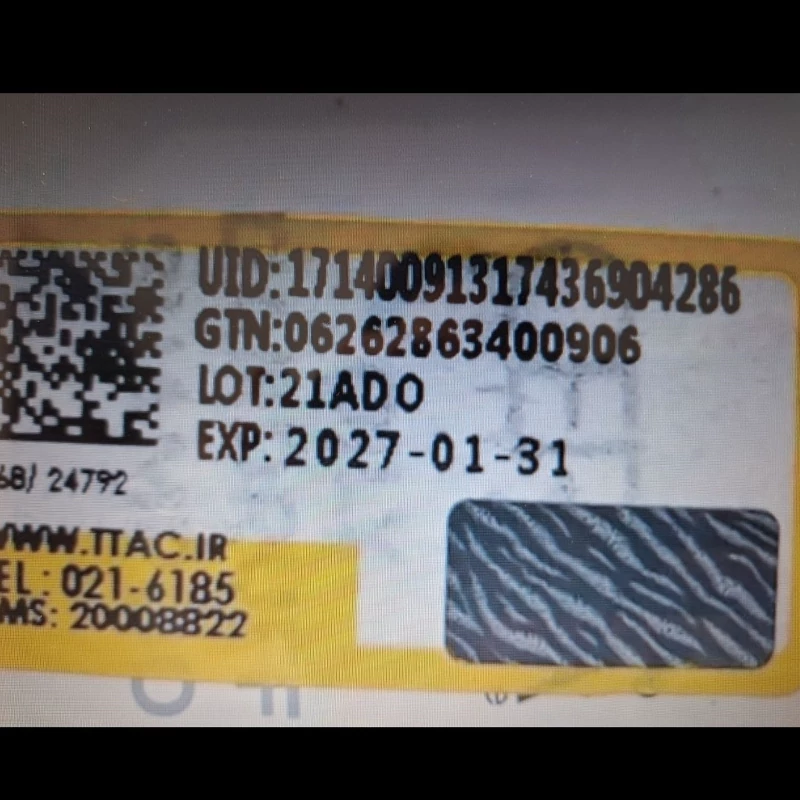 UID:17140091317436904286
GTN:06262863400906
LOT:21ADO
EXP: 2027-01-31
68/ 24792
WWW.TTAC.IR
EL: 021-6185
MS: 20008822